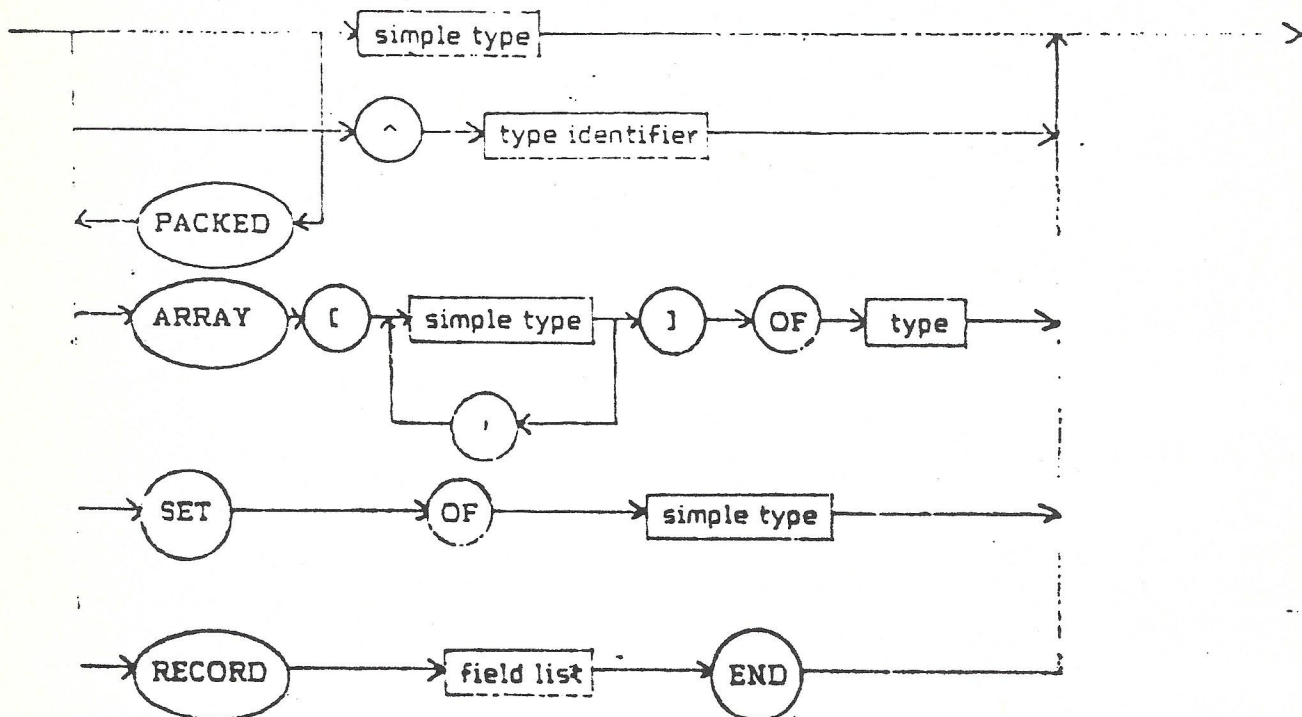 simple type
^ type identifier
PACKED
ARRAY [ simple type ] OF type
,
SET OF simple type
RECORD field list END